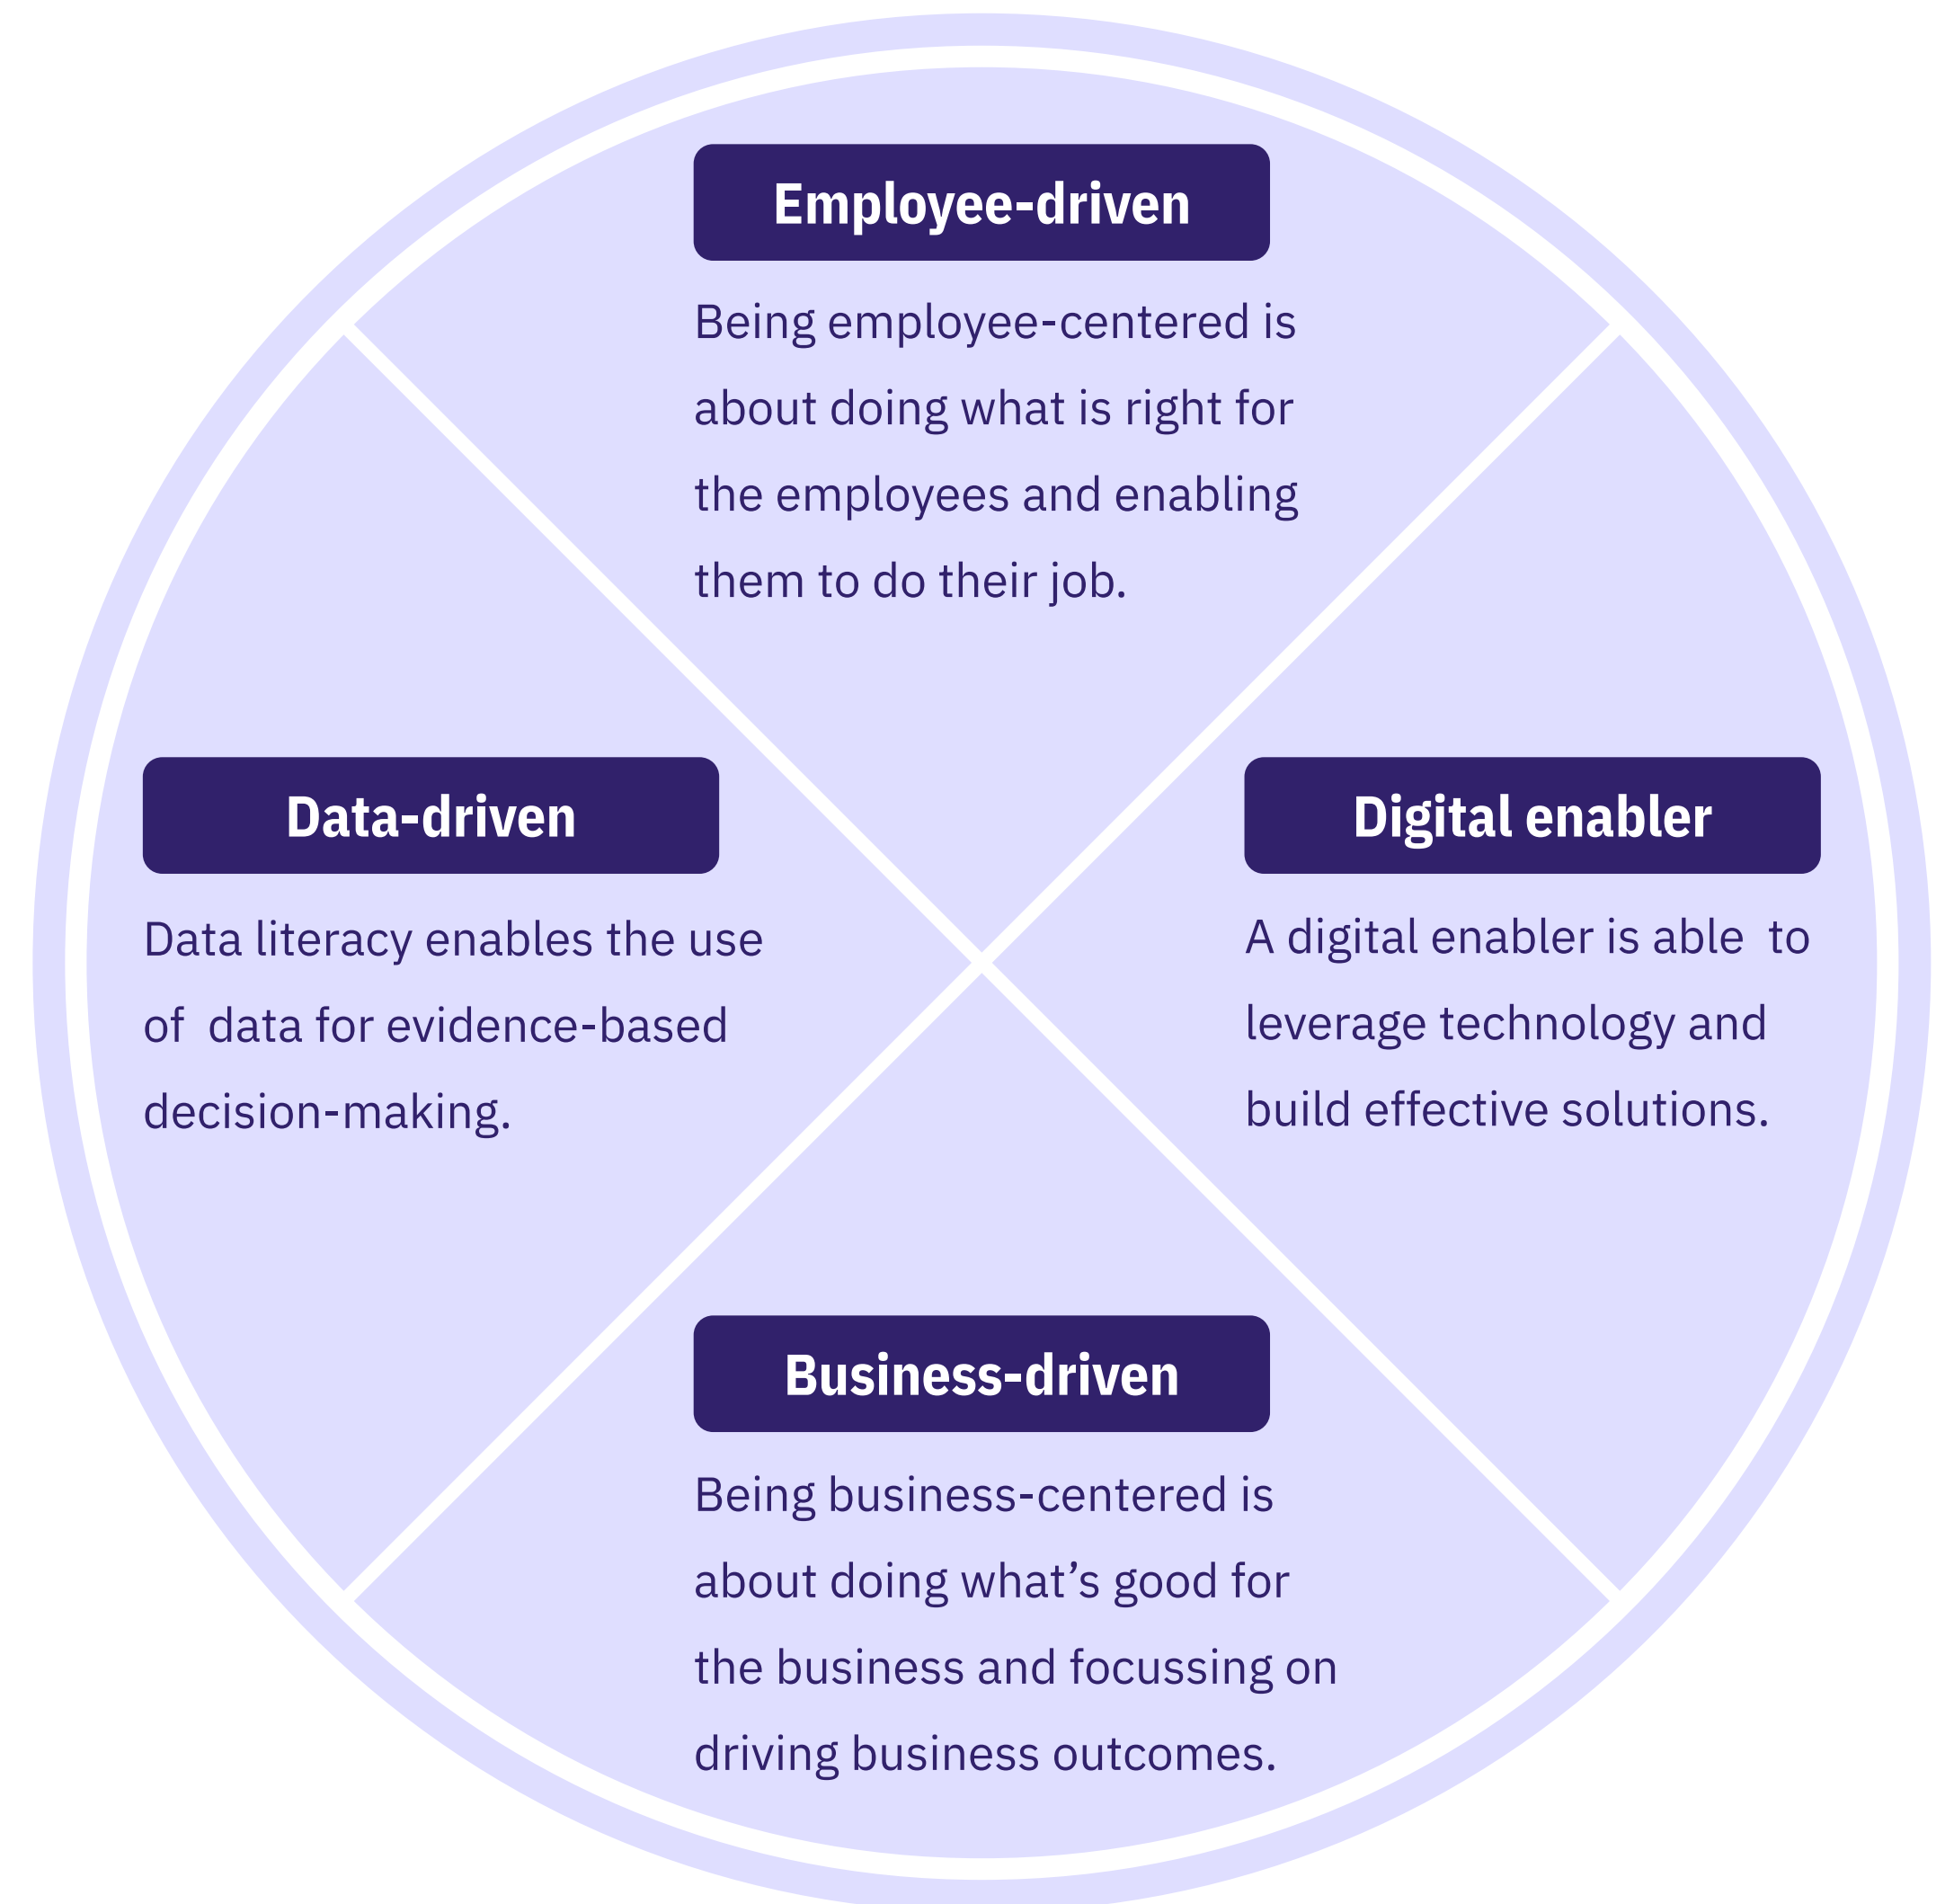 Employee-driven
Being employee-centered is
about doing what is right for
the employees and enabling
them to do their job.
Data-driven
Data literacy enables the use
of data for evidence-based
decision-making.
Digital enabler
A digital enabler is able to
leverage technology and
build effective solutions.
Business-driven
Being business-centered is
about doing what’s good for
the business and focussing on
driving business outcomes.